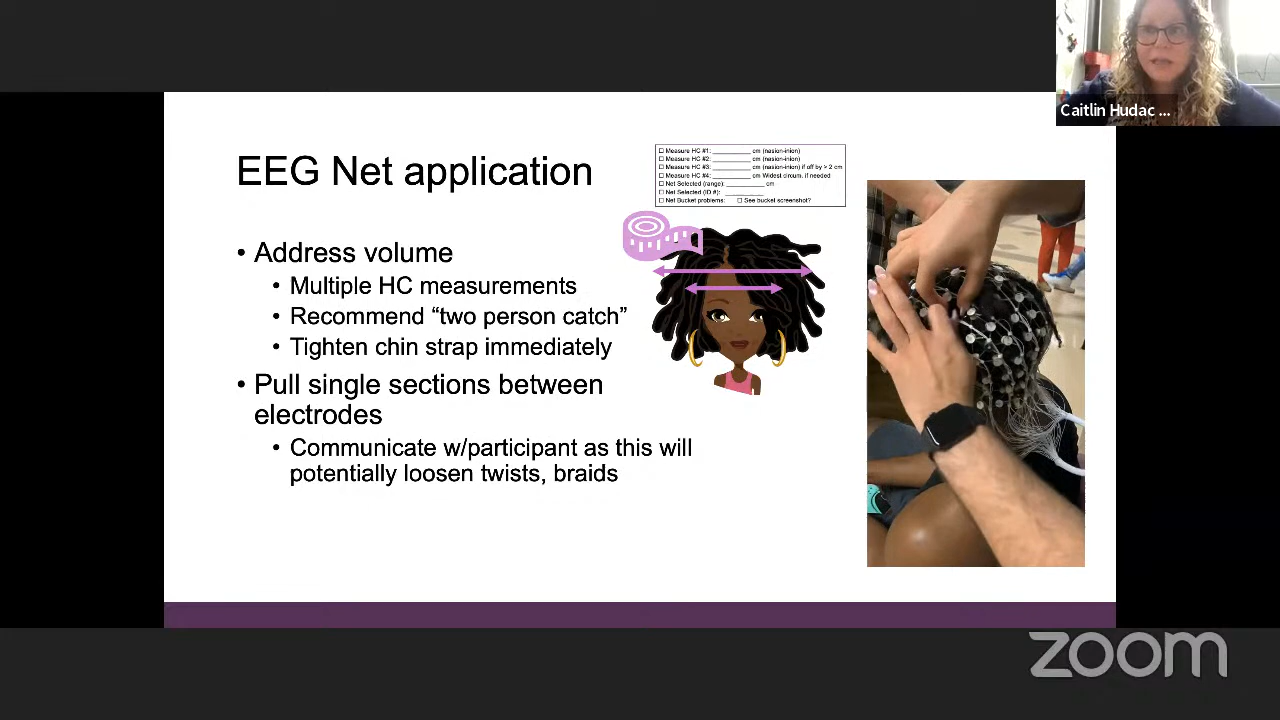 Caitlin Hudac ...
EEG Net application
☐ Measure HC #1: __________ cm (nasion-inion)
☐ Measure HC #2: __________ cm (nasion-inion)
☐ Measure HC #3: __________ cm (nasion-inion) if off by > 2 cm
☐ Measure HC #4: __________ cm Widest circum. if needed
☐ Net Selected (range): __________ cm
☐ Net Selected (ID #): __________
☐ Net Bucket problems: ☐ See bucket screenshot?
• Address volume
• Multiple HC measurements
• Recommend “two person catch”
• Tighten chin strap immediately
• Pull single sections between
electrodes
• Communicate w/participant as this will
potentially loosen twists, braids
zoom